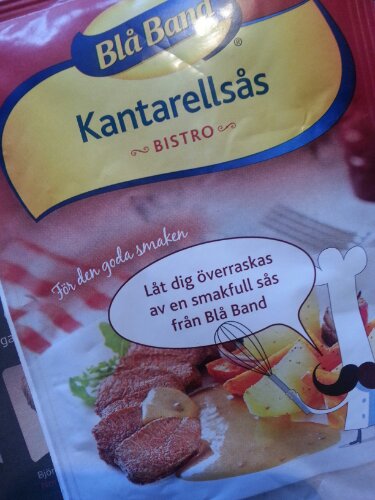 Blå Band
®
Kantarellsås
BISTRO
För den goda smaken
Låt dig överraskas
av en smakfull sås
från Blå Band